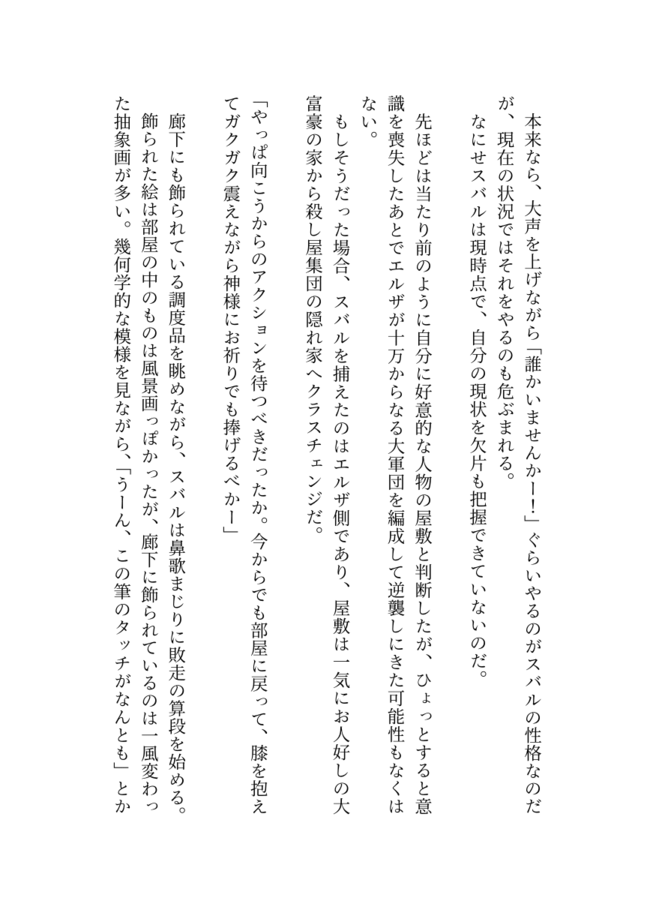 本来なら、大声を上げながら「誰かいませんかー！」ぐらいやるのがスバルの性格なのだ
が、現在の状況ではそれをやるのも危ぶまれる。
　なにせスバルは現時点で、自分の現状を欠片も把握できていないのだ。
　先ほどは当たり前のように自分に好意的な人物の屋敷と判断したが、ひょっとすると意
識を喪失したあとでエルザが十万からなる大軍団を編成して逆襲しにきた可能性もなくは
ない。
　もしそうだった場合、スバルを捕えたのはエルザ側であり、屋敷は一気にお人好しの大
富豪の家から殺し屋集団の隠れ家へクラスチェンジだ。
「やっぱ向こうからのアクションを待つべきだったか。今からでも部屋に戻って、膝を抱え
てガクガク震えながら神様にお祈りでも捧げるべかー」
　廊下にも飾られている調度品を眺めながら、スバルは鼻歌まじりに敗走の算段を始める。
　飾られた絵は部屋の中のものは風景画っぽかったが、廊下に飾られているのは一風変わっ
た抽象画が多い。幾何学的な模様を見ながら、「うーん、この筆のタッチがなんとも」とか